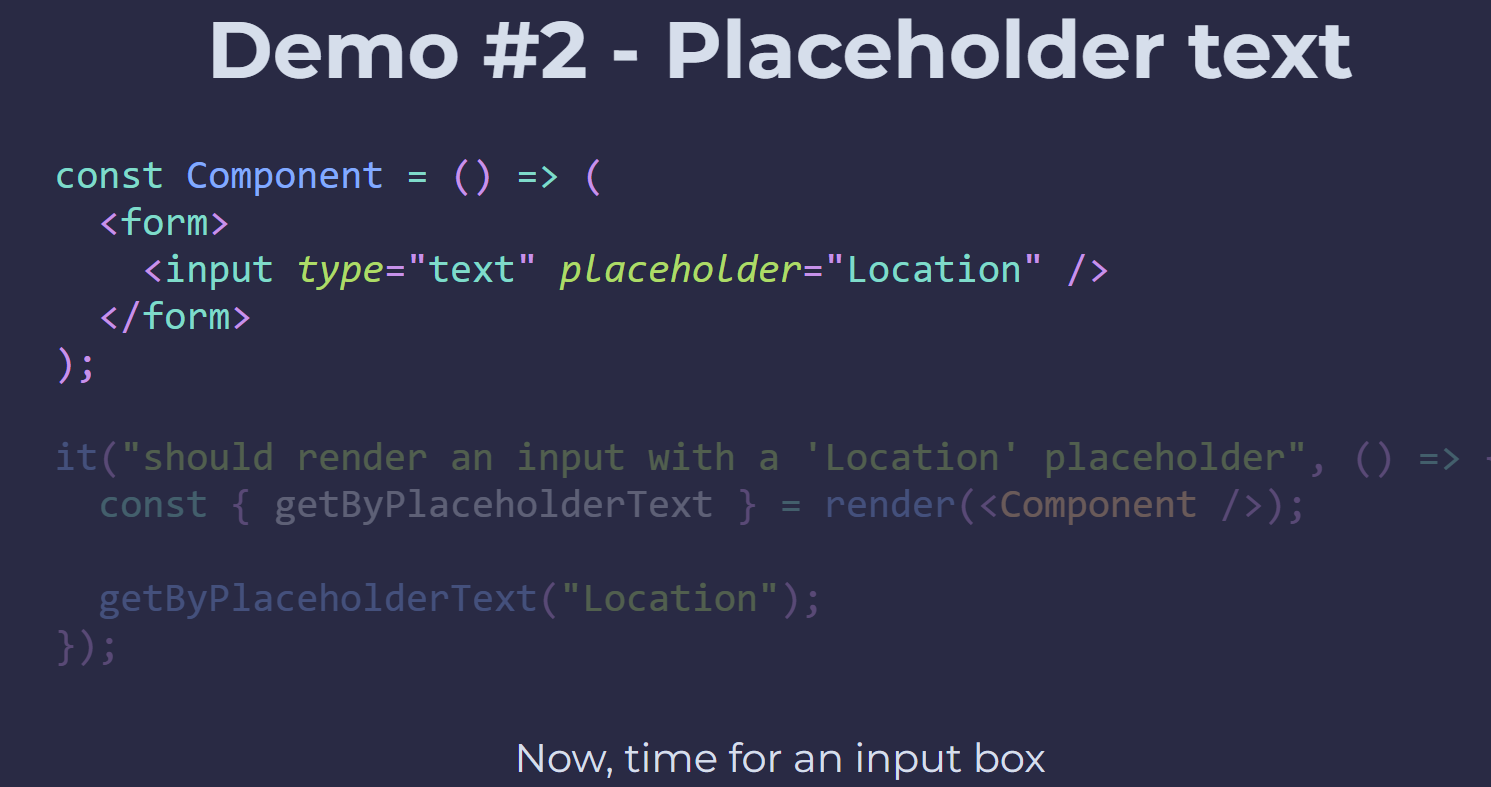 Demo #2 - Placeholder text
const Component = () => (
  <form>
    <input type="text" placeholder="Location" />
  </form>
);
it("should render an input with a 'Location' placeholder", () =>
  const { getByPlaceholderText } = render(<Component />);
  getByPlaceholderText("Location");
});
Now, time for an input box